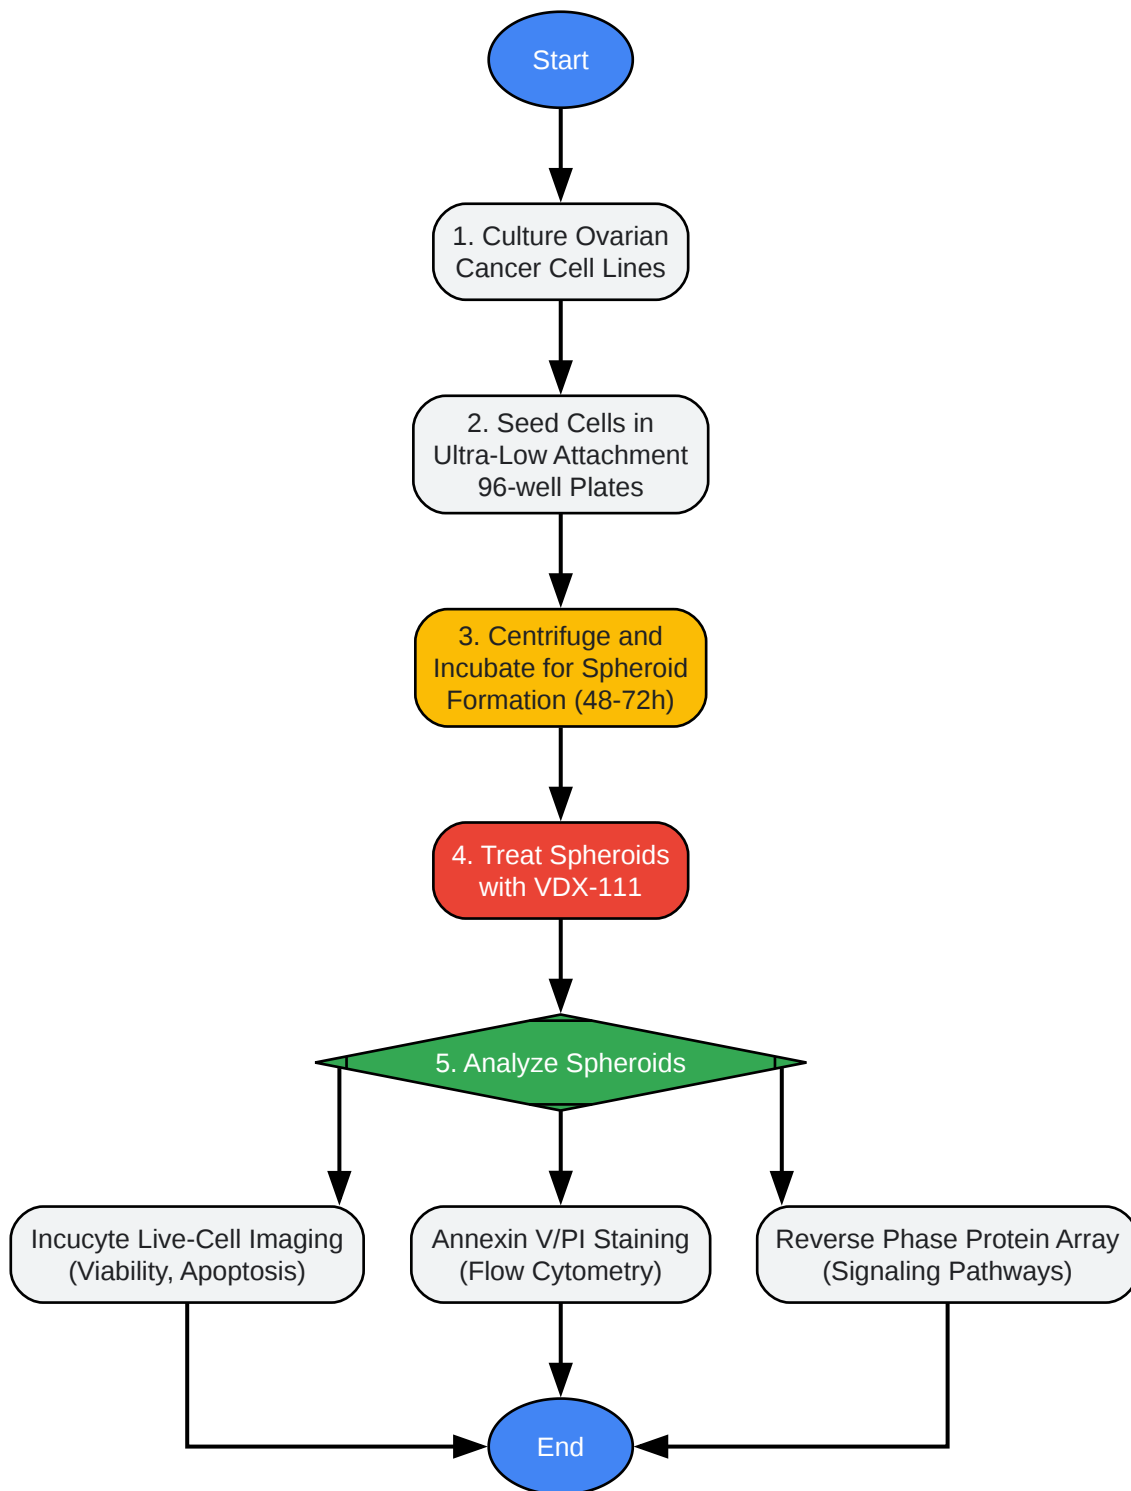 Start
1. Culture Ovarian
Cancer Cell Lines
2. Seed Cells in
Ultra-Low Attachment
96-well Plates
3. Centrifuge and
Incubate for Spheroid
Formation (48-72h)
4. Treat Spheroids
with VDX-111
5. Analyze Spheroids
Incucyte Live-Cell Imaging
(Viability, Apoptosis)
Annexin V/PI Staining
(Flow Cytometry)
Reverse Phase Protein Array
(Signaling Pathways)
End